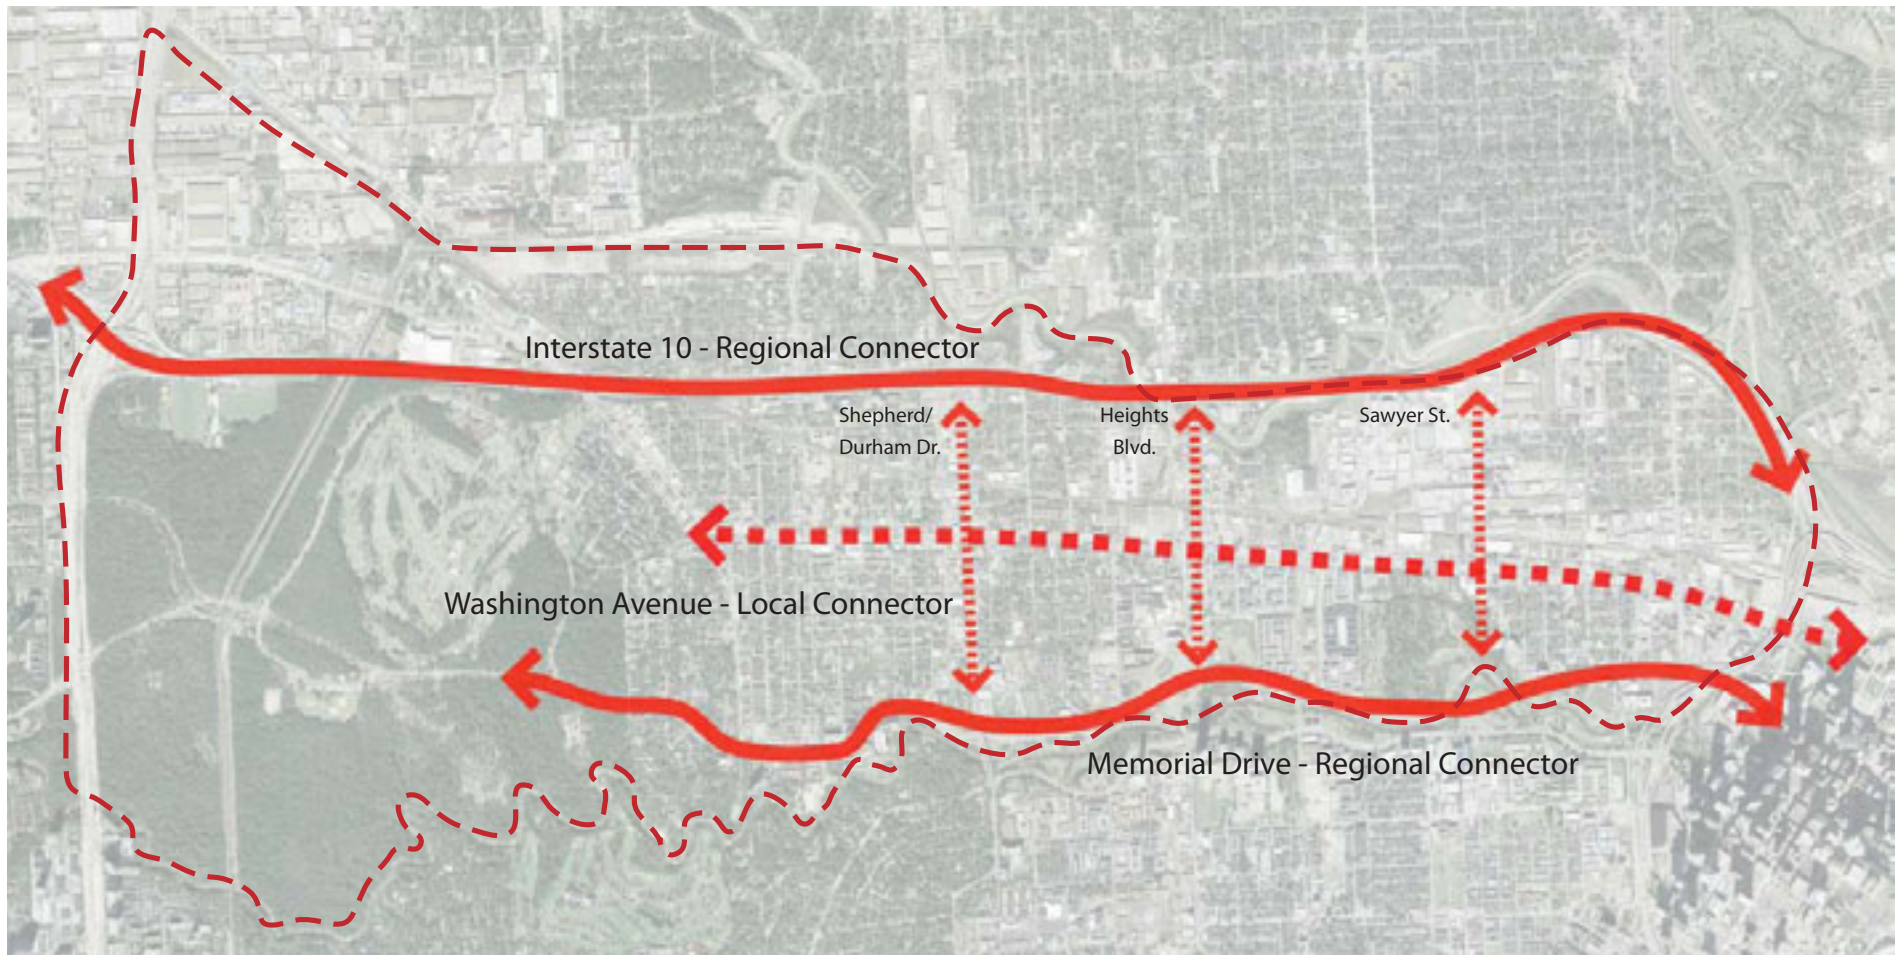 Interstate 10 - Regional Connector
Shepherd/
Durham Dr.
Heights
Blvd.
Sawyer St.
Washington Avenue - Local Connector
Memorial Drive - Regional Connector